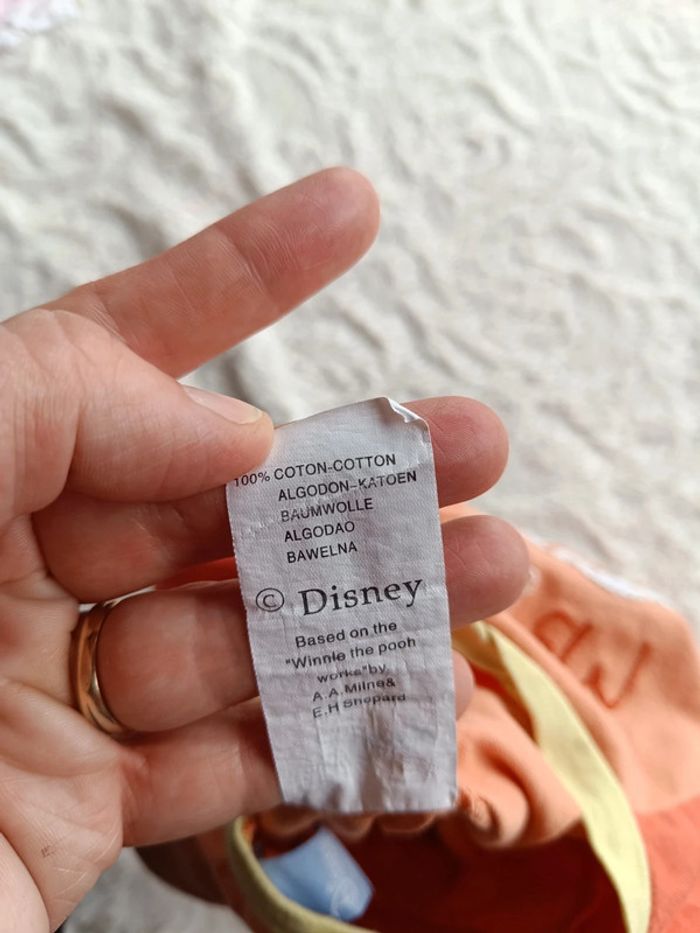 100% COTON-COTTON
ALGODON-KATOEN
BAUMWOLLE
ALGODAO
BAWELNA
© Disney
Based on the
"Winnie the pooh
works"by
A.A.Milne&
E.H Shepard